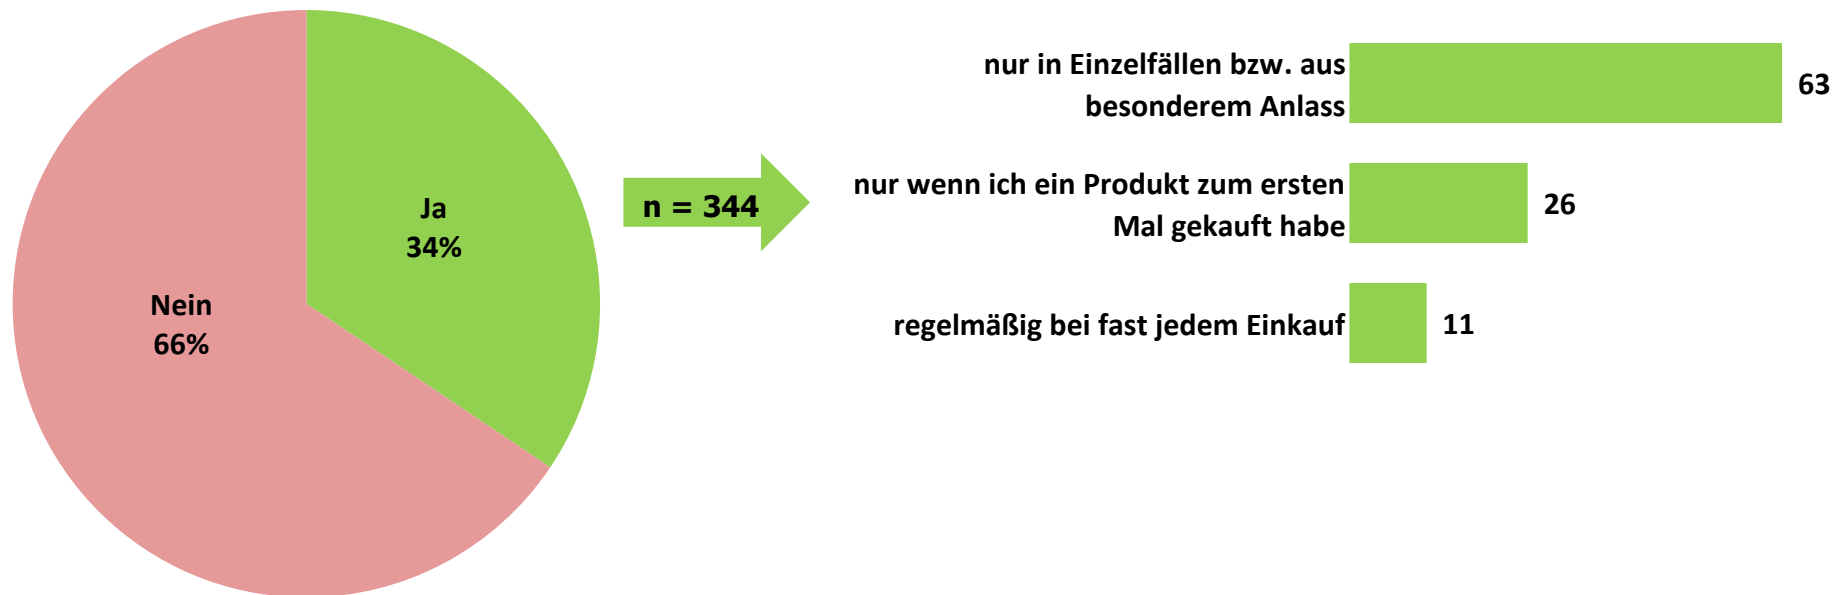 Ja
34%
Nein
66%
n = 344
nur in Einzelfällen bzw. aus
besonderem Anlass
63
nur wenn ich ein Produkt zum ersten
Mal gekauft habe
26
regelmäßig bei fast jedem Einkauf
11